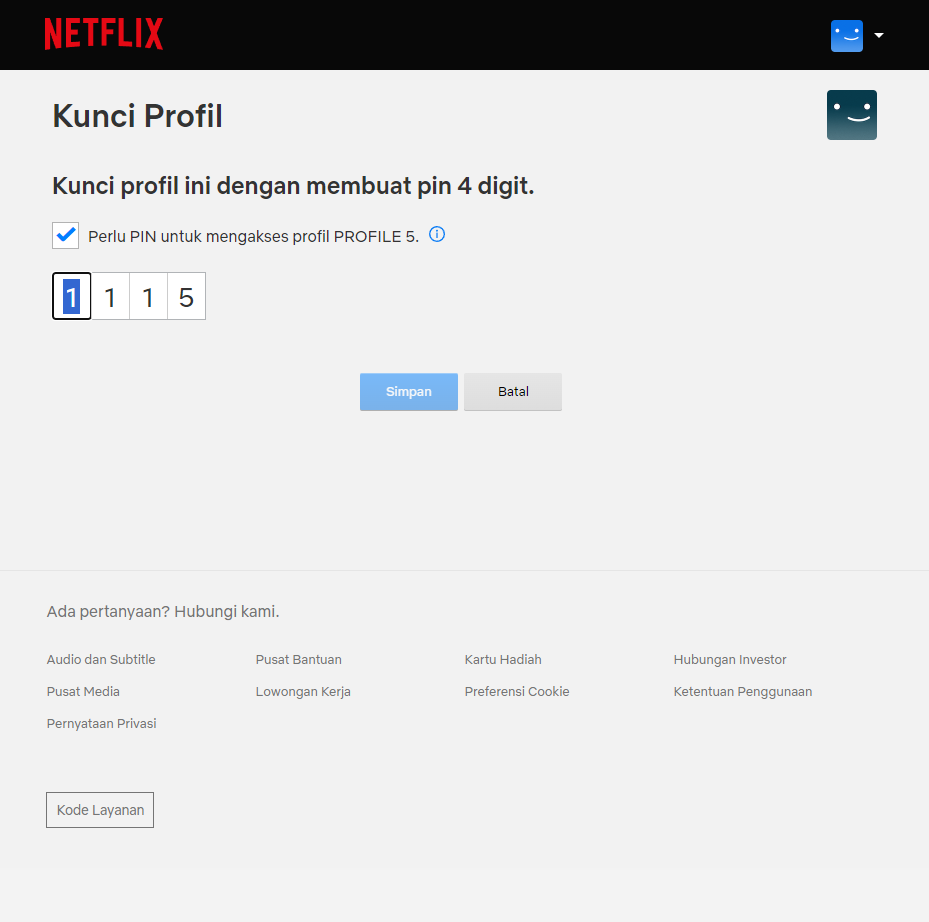 NETFLIX
Kunci Profil
Kunci profil ini dengan membuat pin 4 digit.
Perlu PIN untuk mengakses profil PROFILE 5.
1 1 1 5
Simpan Batal
Ada pertanyaan? Hubungi kami.
Audio dan Subtitle Pusat Bantuan Kartu Hadiah Hubungan Investor
Pusat Media Lowongan Kerja Preferensi Cookie Ketentuan Penggunaan
Pernyataan Privasi
Kode Layanan